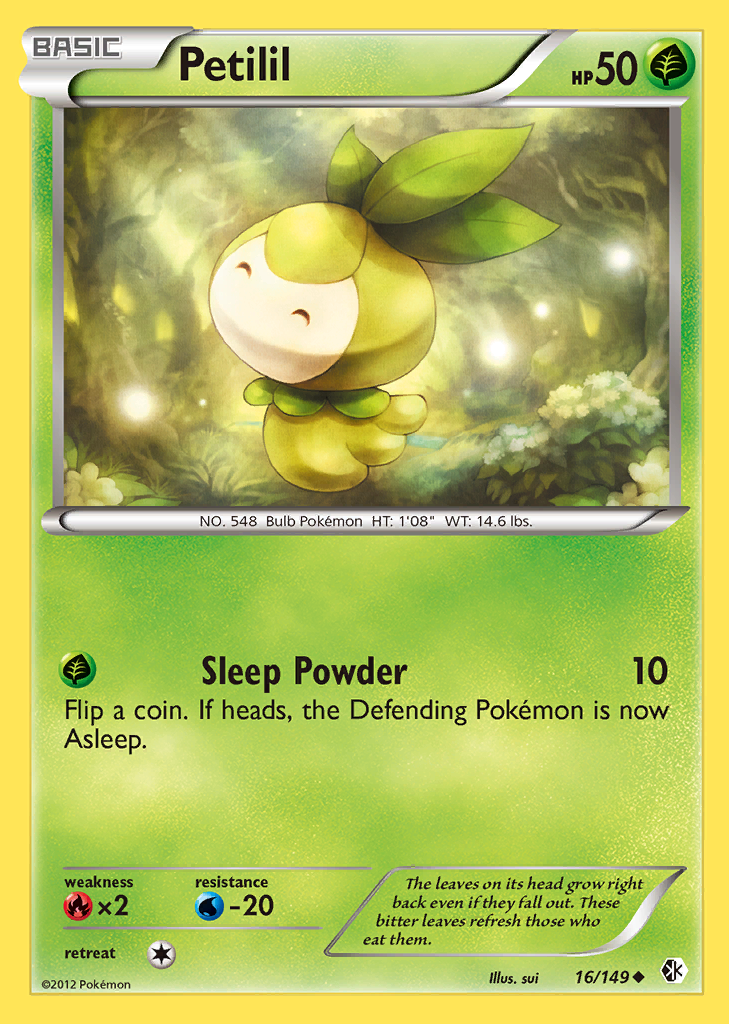 BASIC Petilil HP 50
NO. 548 Bulb Pokémon HT: 1'08" WT: 14.6 lbs.
Sleep Powder 10
Flip a coin. If heads, the Defending Pokémon is now
Asleep.
weakness resistance
×2 -20
retreat
The leaves on its head grow right
back even if they fall out. These
bitter leaves refresh those who
eat them.
©2012 Pokémon Illus. sui 16/149